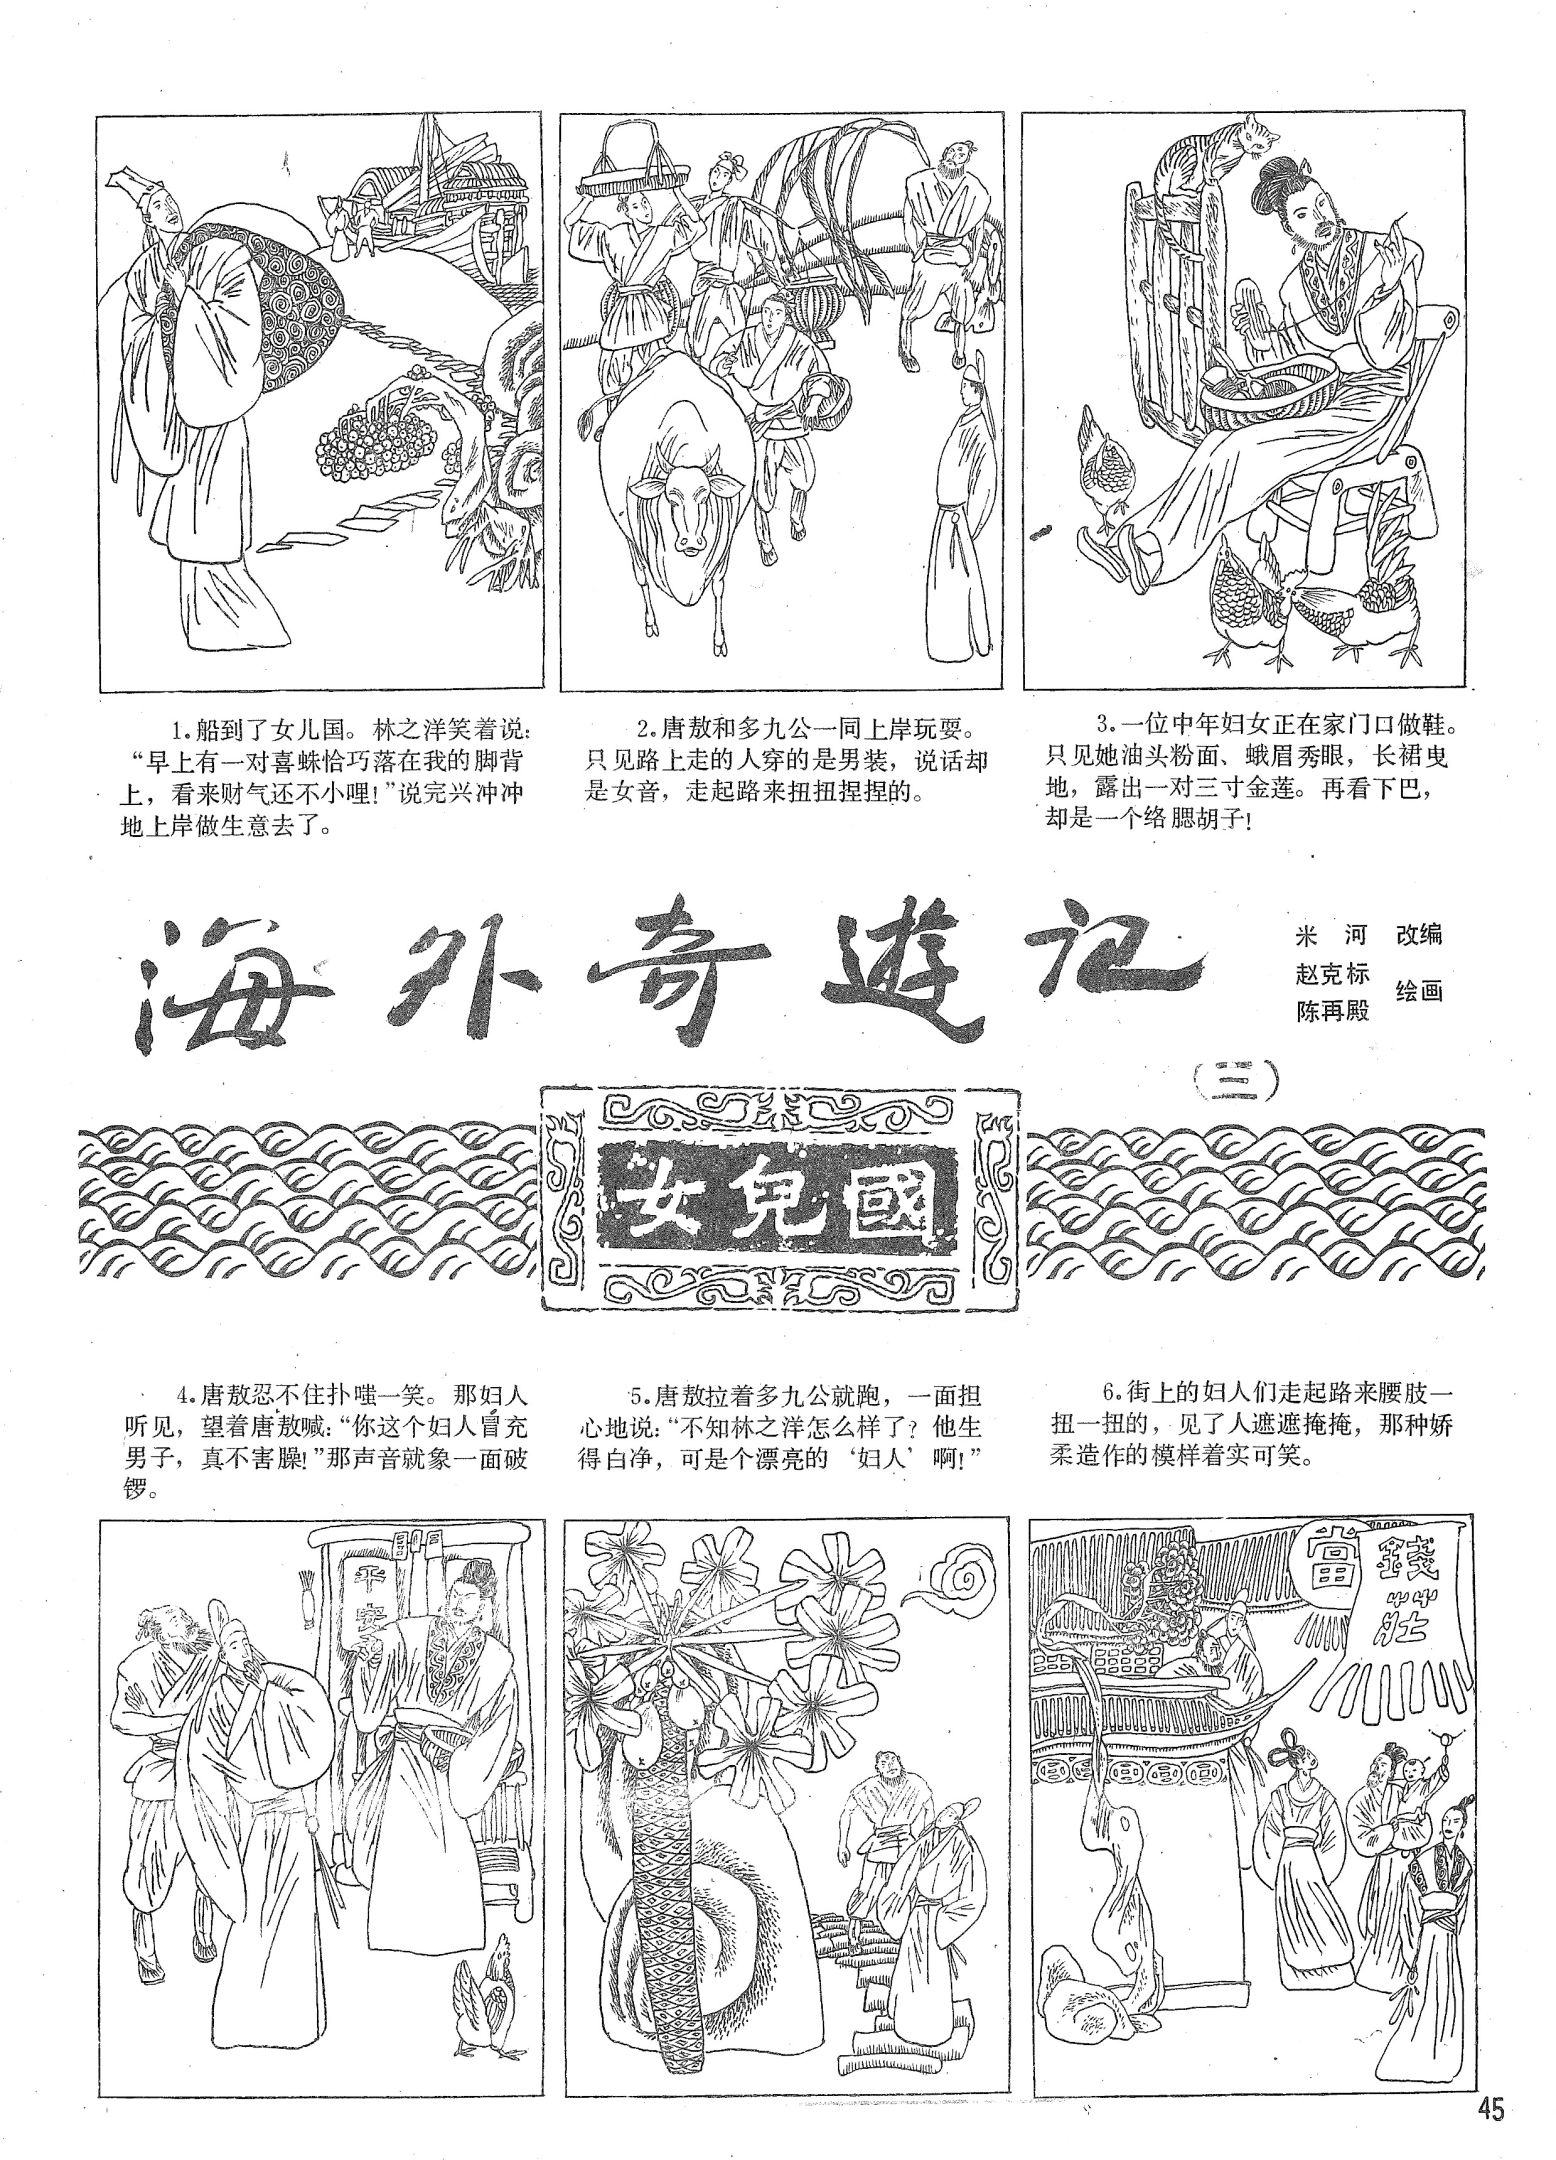 1.船到了女儿国。林之洋笑着说：
“早上有一对喜蛛恰巧落在我的脚背
上，看来财气还不小哩！”说完兴冲冲
地上岸做生意去了。
2.唐敖和多九公一同上岸玩耍。
只见路上走的人穿的是男装，说话却
是女音，走起路来扭扭捏捏的。
3.一位中年妇女正在家门口做鞋。
只见她油头粉面、蛾眉秀眼，长裙曳
地，露出一对三寸金莲。再看下巴，
却是一个络腮胡子！
海外奇遊记
米河 改编
赵克标
陈再殿
绘画
（三）
女兒國
4.唐敖忍不住扑嗤一笑。那妇人
听见，望着唐敖喊：“你这个妇人冒充
男子，真不害臊！”那声音就象一面破
锣。
5.唐敖拉着多九公就跑，一面担
心地说：“不知林之洋怎么样了？他生
得白净，可是个漂亮的‘妇人’啊！”
6.街上的妇人们走起路来腰肢一
扭一扭的，见了人遮遮掩掩，那种娇
柔造作的模样着实可笑。
平安
當
錢莊
45